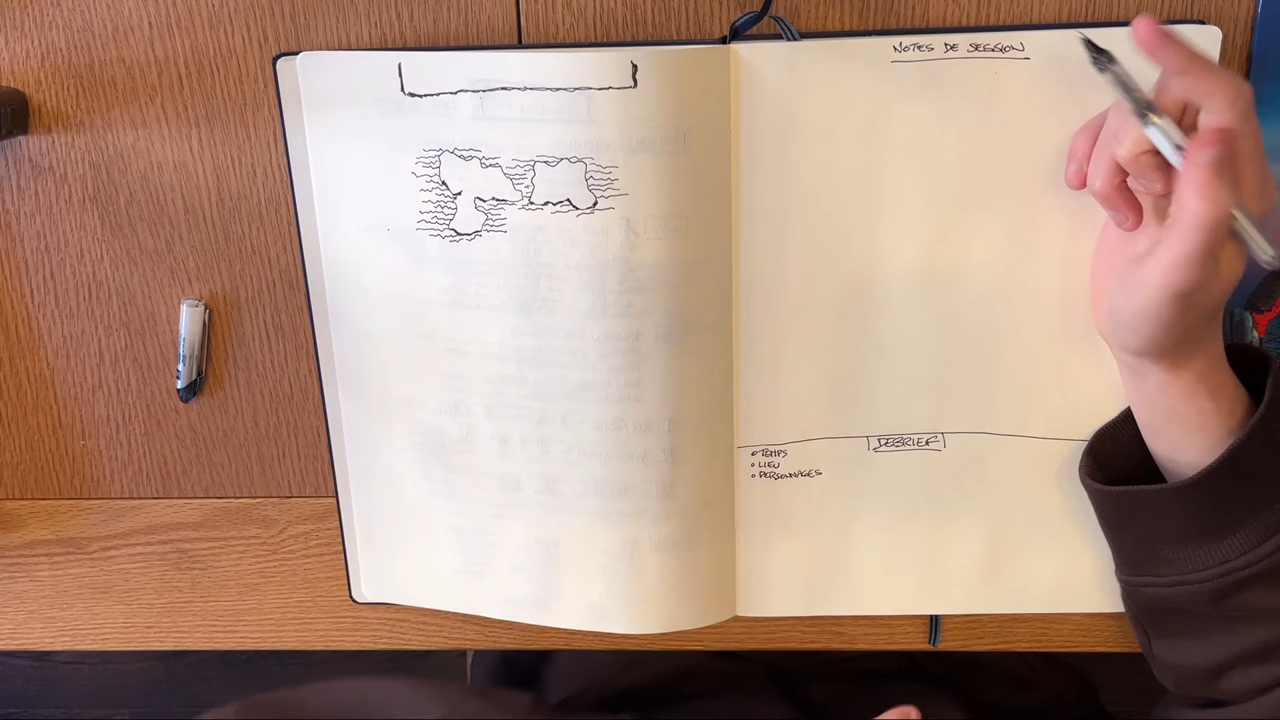 NOTES DE SESSION
DEBRIEF
o TEMPS
o LIEU
o PERSONNAGES